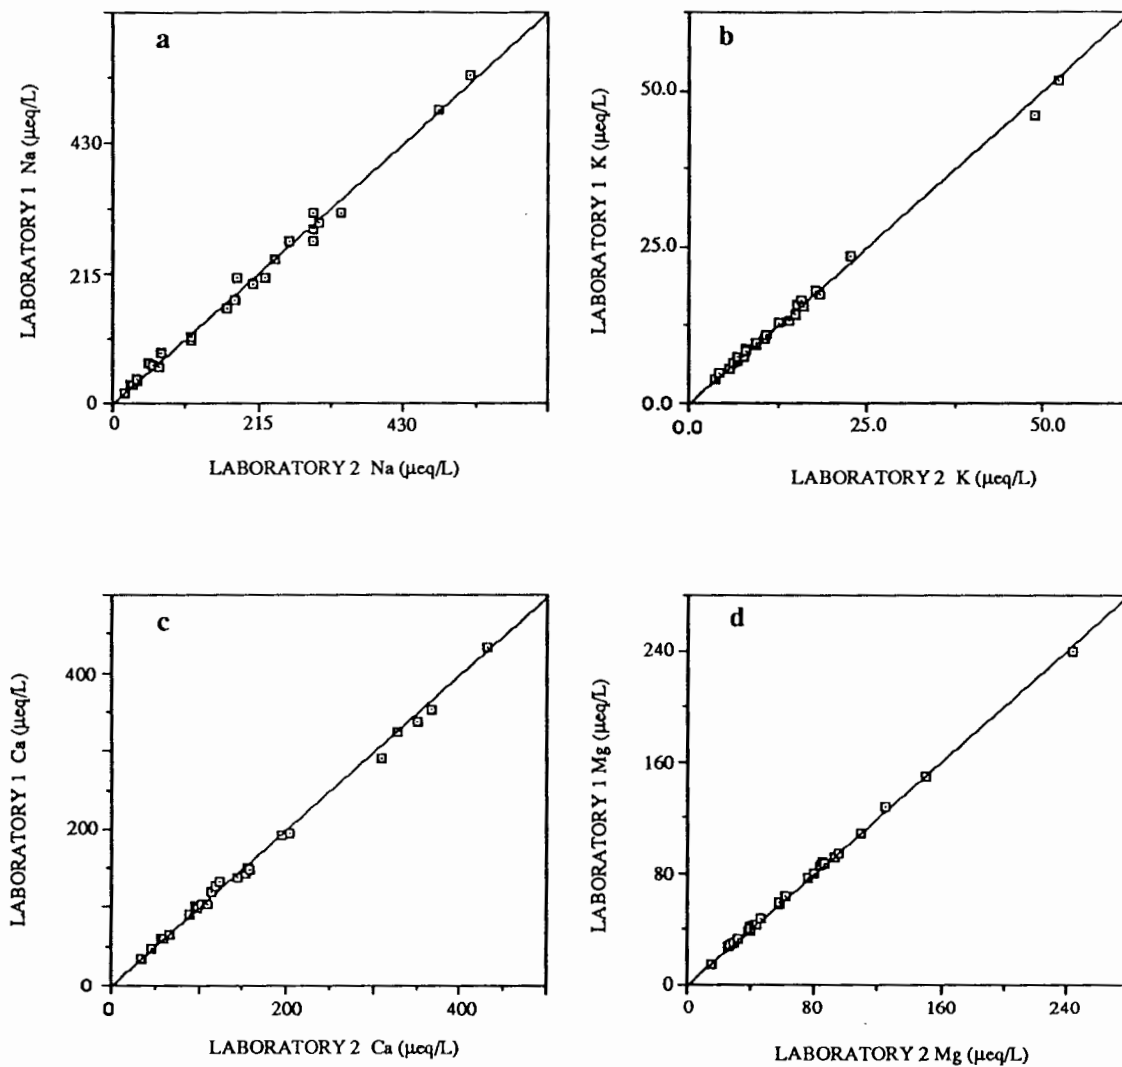 a
LABORATORY 1 Na (µeq/L)
430
215
0
0 215 430
LABORATORY 2 Na (µeq/L)
b
LABORATORY 1 K (µeq/L)
50.0
25.0
0.0
0.0 25.0 50.0
LABORATORY 2 K (µeq/L)
c
LABORATORY 1 Ca (µeq/L)
400
200
0
0 200 400
LABORATORY 2 Ca (µeq/L)
d
LABORATORY 1 Mg (µeq/L)
240
160
80
0
0 80 160 240
LABORATORY 2 Mg (µeq/L)